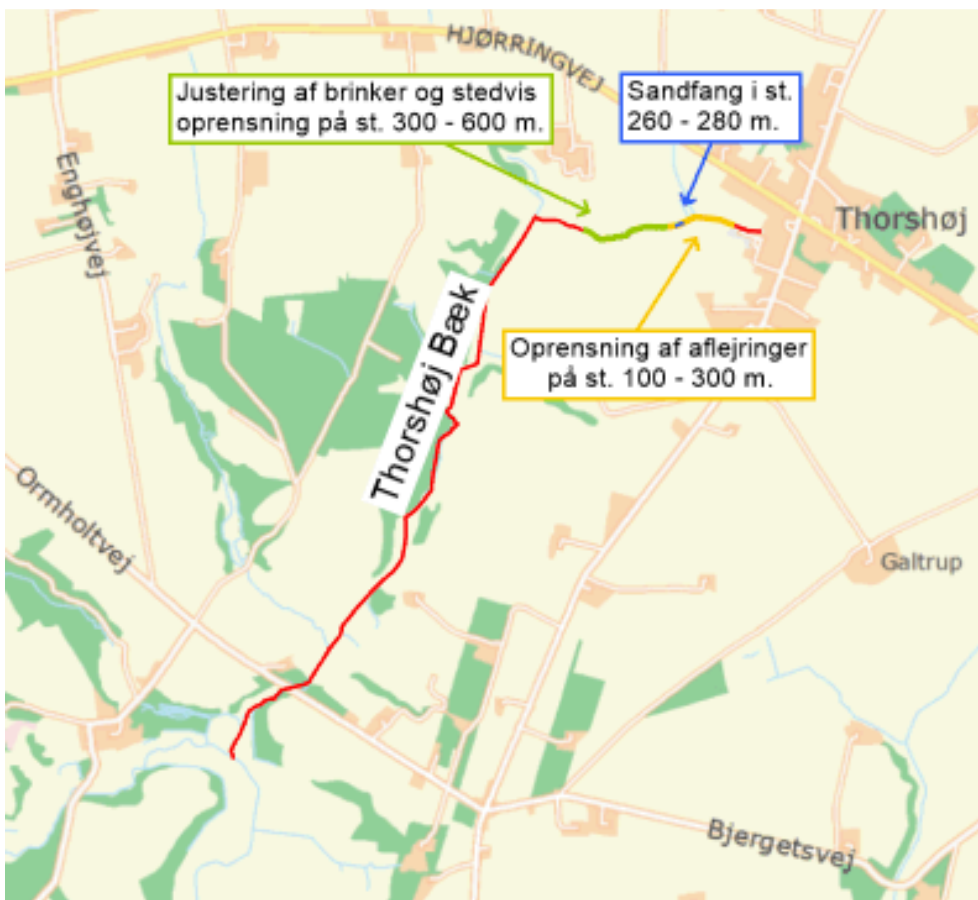 HJØRRINGVEJ
Justering af brinker og stedvis
oprensning på st. 300 - 600 m.
Sandfang i st.
260 - 280 m.
Enghøjvej
Thorshøj
Thorshøj Bæk
Oprensning af aflejringer
på st. 100 - 300 m.
Ormholtvej
Galtrup
Bjergetsvej